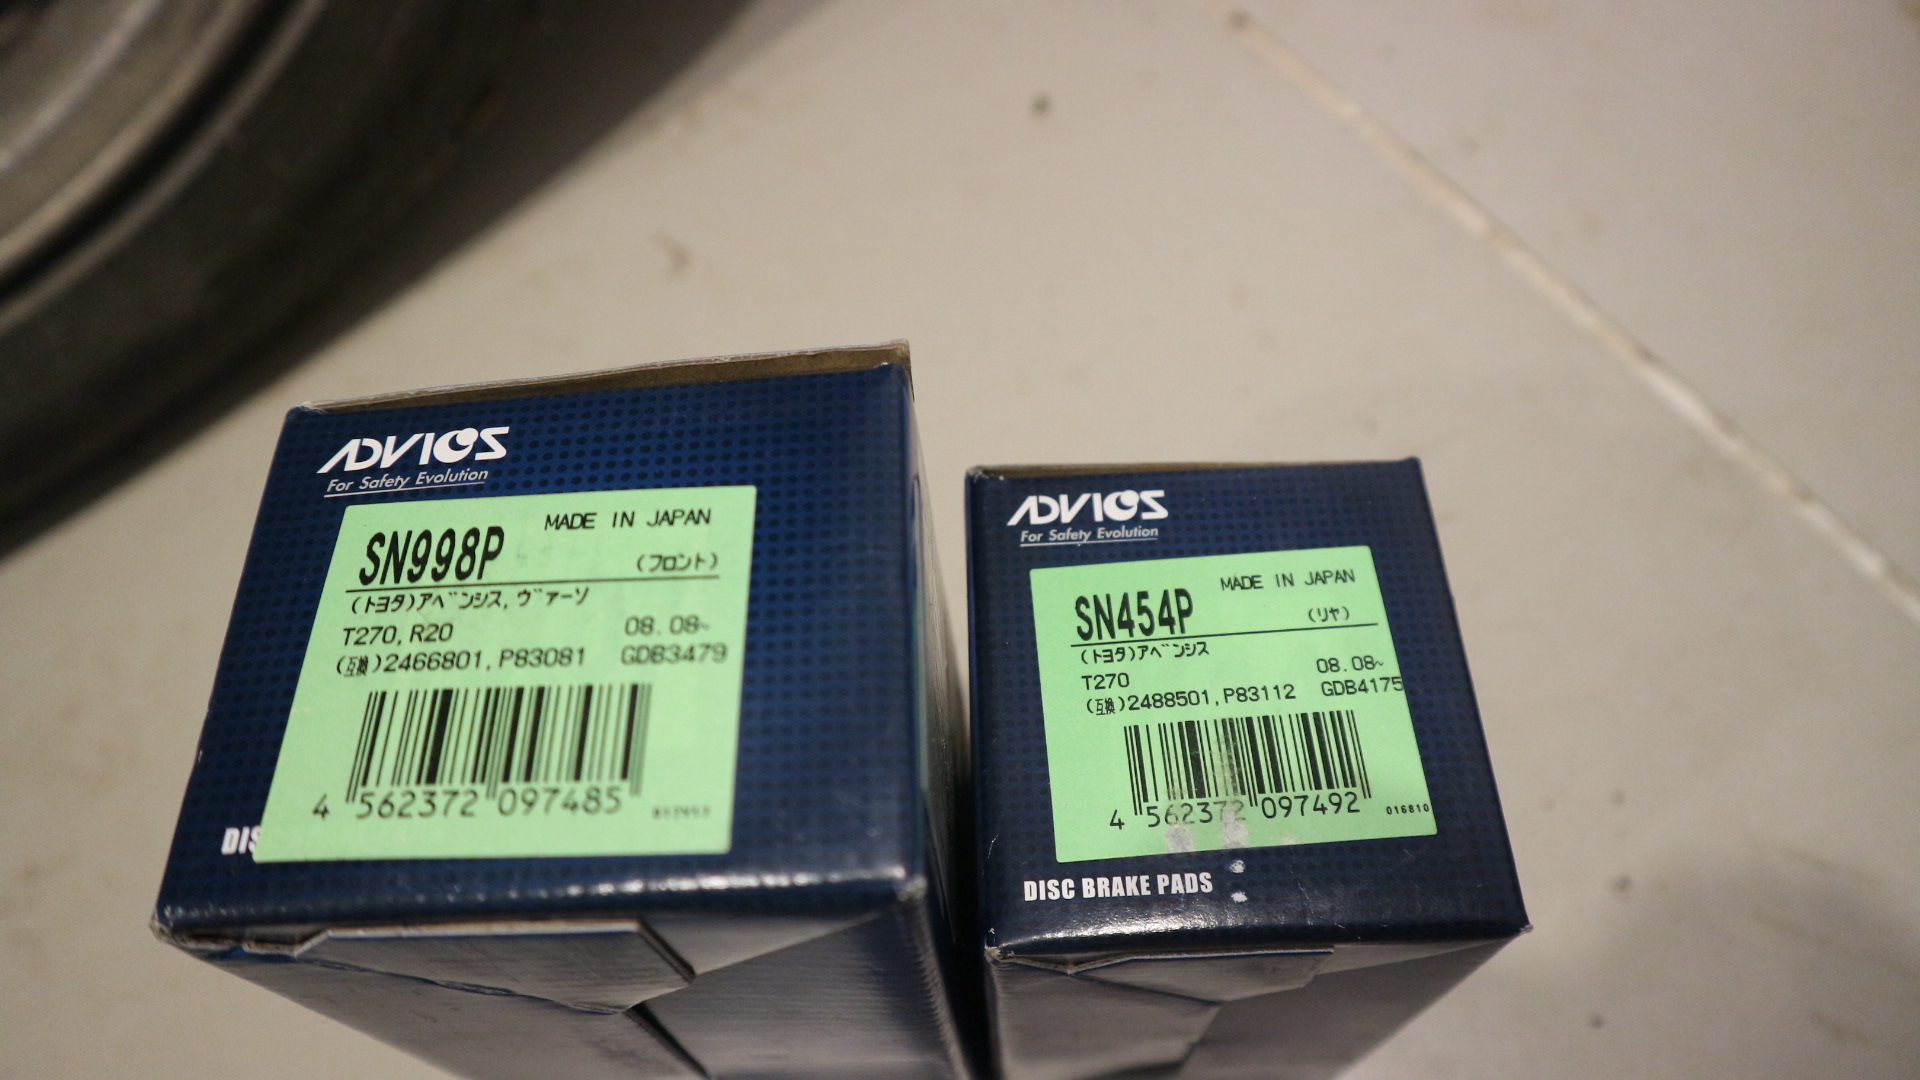 ADVICS
For Safety Evolution
SN998P
MADE IN JAPAN
(フロント)
(トヨタ)アベンシス, ヴァーソ
T270, R20
08.08~
(互換)2466801, P83081
GDB3479
4 562372 097485
DIS
ADVICS
For Safety Evolution
SN454P
MADE IN JAPAN
(リヤ)
(トヨタ)アベンシス
T270
08.08~
(互換)2488501, P83112
GDB4175
4 562372 097492
016810
DISC BRAKE PADS